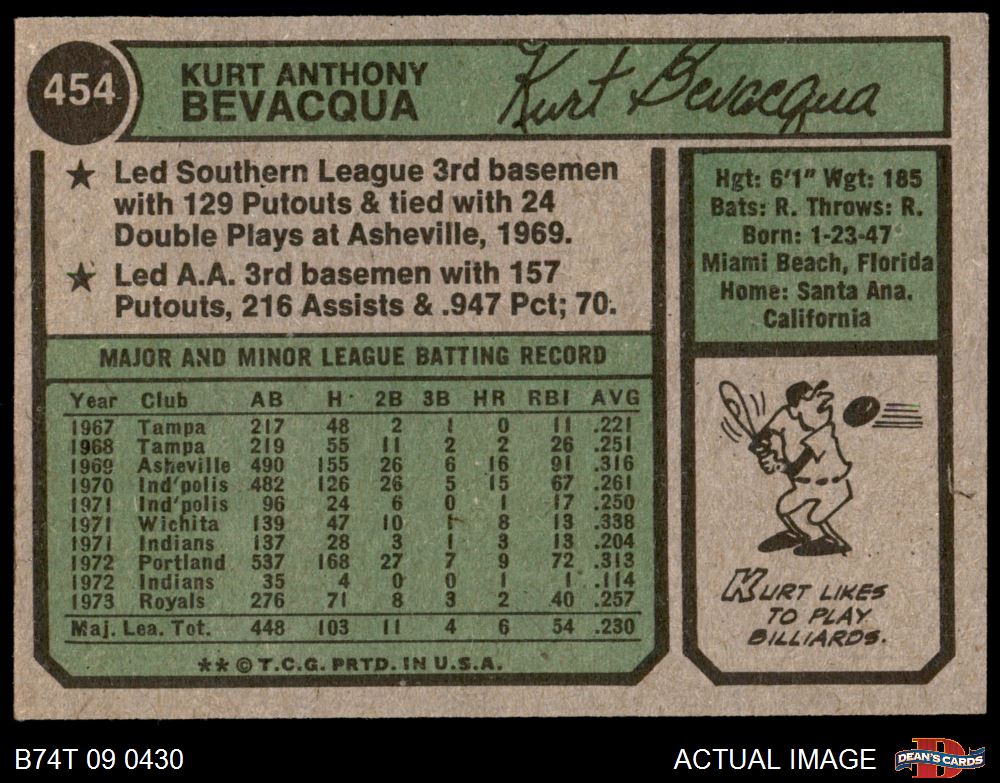 454
KURT ANTHONY
BEVACQUA
Kurt Bevacqua
★ Led Southern League 3rd basemen
with 129 Putouts & tied with 24
Double Plays at Asheville, 1969.
★ Led A.A. 3rd basemen with 157
Putouts, 216 Assists & .947 Pct; 70.
Hgt: 6'1" Wgt: 185
Bats: R. Throws: R.
Born: 1-23-47
Miami Beach, Florida
Home: Santa Ana.
California
MAJOR AND MINOR LEAGUE BATTING RECORD
Year Club AB H 2B 3B HR RBI AVG
1967 Tampa 217 48 2 1 0 11 .221
1968 Tampa 219 55 11 2 2 26 .251
1969 Asheville 490 155 26 6 16 91 .316
1970 Ind'polis 482 126 26 5 15 67 .261
1971 Ind'polis 96 24 6 0 1 17 .250
1971 Wichita 139 47 10 1 8 13 .338
1971 Indians 137 28 3 1 3 13 .204
1972 Portland 537 168 27 7 9 72 .313
1972 Indians 35 4 0 0 1 1 .114
1973 Royals 276 71 8 3 2 40 .257
Maj. Lea. Tot. 448 103 11 4 6 54 .230
** © T.C.G. PRTD. IN U.S.A.
KURT LIKES
TO PLAY
BILLIARDS.
B74T 09 0430
ACTUAL IMAGE
D
DEAN'S CARDS